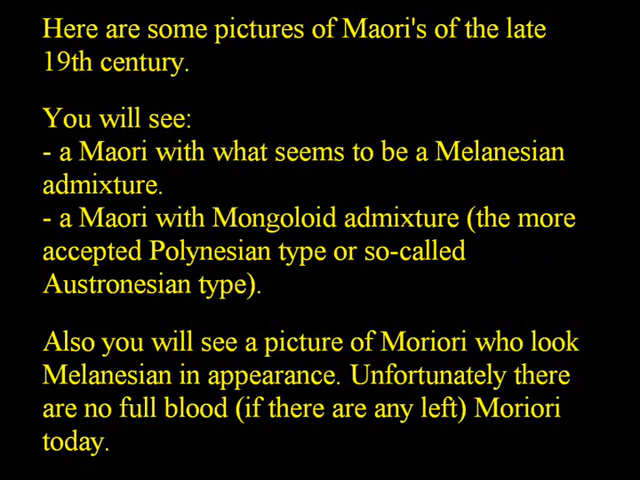 Here are some pictures of Maori's of the late
19th century.
You will see:
- a Maori with what seems to be a Melanesian
admixture.
- a Maori with Mongoloid admixture (the more
accepted Polynesian type or so-called
Austronesian type).
Also you will see a picture of Moriori who look
Melanesian in appearance. Unfortunately there
are no full blood (if there are any left) Moriori
today.